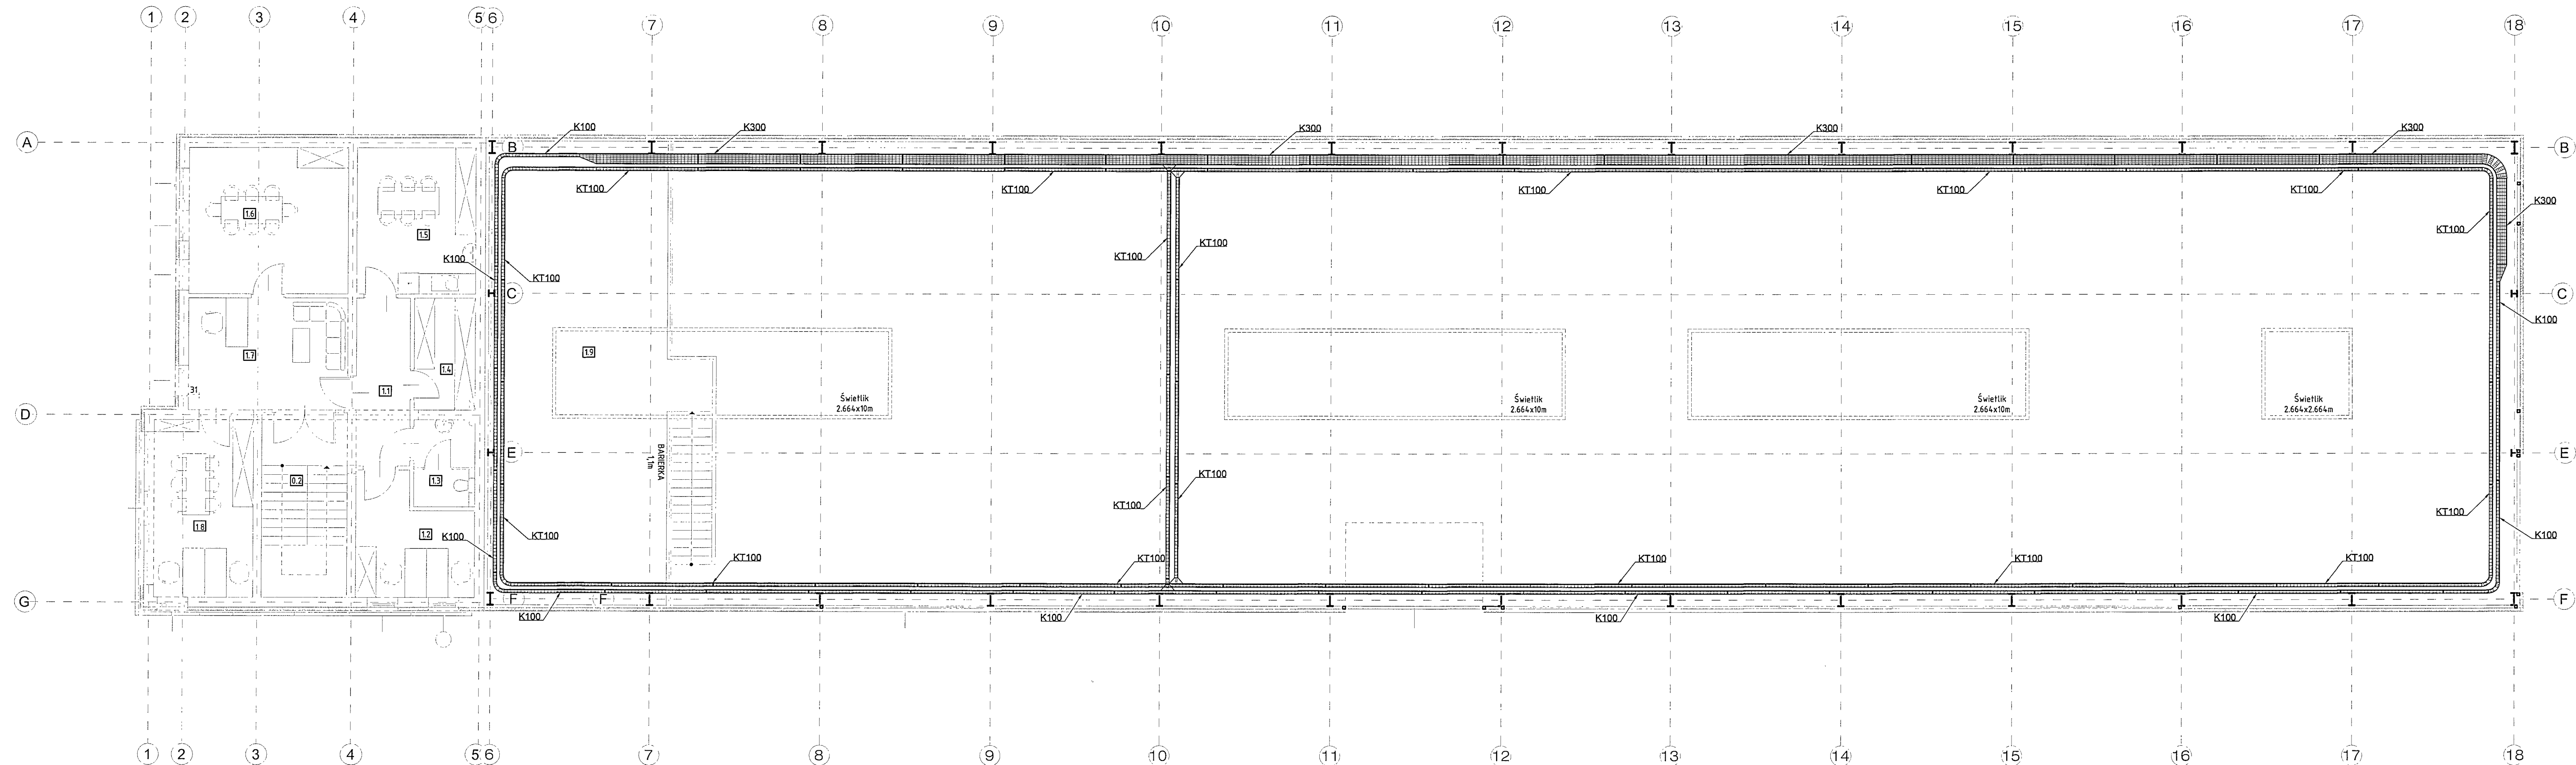 1 2 3 4 5 6 7 8 9 10 11 12 13 14 15 16 17 18
K100 K300 K300 K300 K300
A B B
KT100 KT100 KT100 KT100 KT100
1.6
K300
1.5
KT100 KT100 KT100
K100 KT100
KT100
C C
K100
1.9
1.7
1.4
1.1
31
Świetlik Świetlik Świetlik Świetlik
2.664x10m 2.664x10m 2.664x10m 2.664x2.664m
D
E E
BARIERKA
1,1m
KT100
0.2 1.3
KT100 KT100
1.8
1.2
K100 KT100 K100
KT100 KT100 KT100 KT100 KT100
G F F F
K100 K100 K100 K100
1 2 3 4 5 6 7 8 9 10 11 12 13 14 15 16 17 18